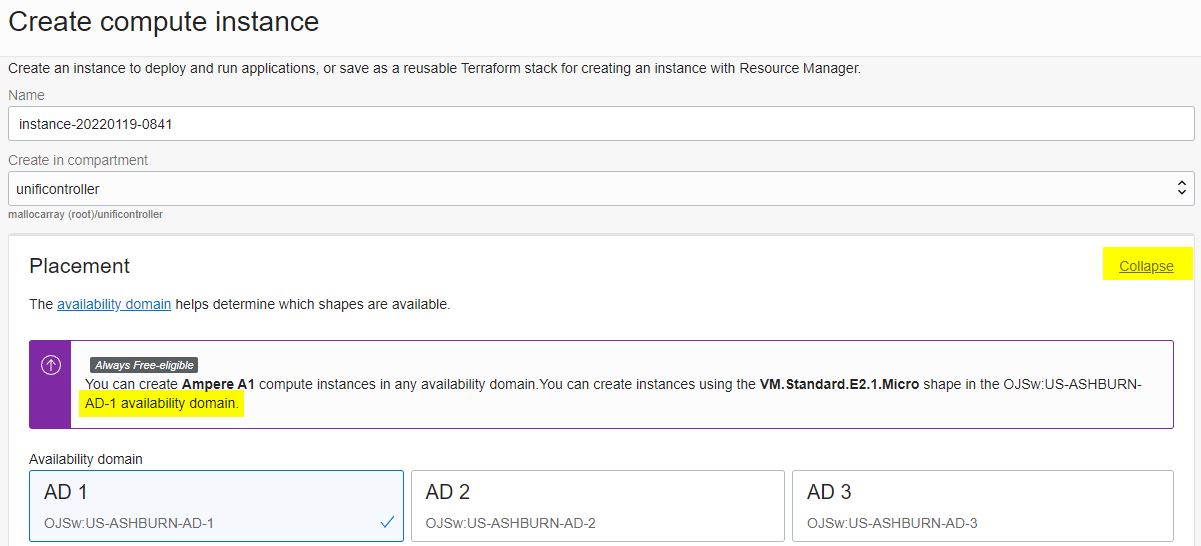 Create compute instance
Create an instance to deploy and run applications, or save as a reusable Terraform stack for creating an instance with Resource Manager.
Name
instance-20220119-0841
Create in compartment
unificontroller
mallocarray (root)/unificontroller
Placement
Collapse
The availability domain helps determine which shapes are available.
Always Free-eligible
You can create Ampere A1 compute instances in any availability domain.You can create instances using the VM.Standard.E2.1.Micro shape in the OJSw:US-ASHBURN-
AD-1 availability domain.
Availability domain
AD 1
OJSw:US-ASHBURN-AD-1
AD 2
OJSw:US-ASHBURN-AD-2
AD 3
OJSw:US-ASHBURN-AD-3